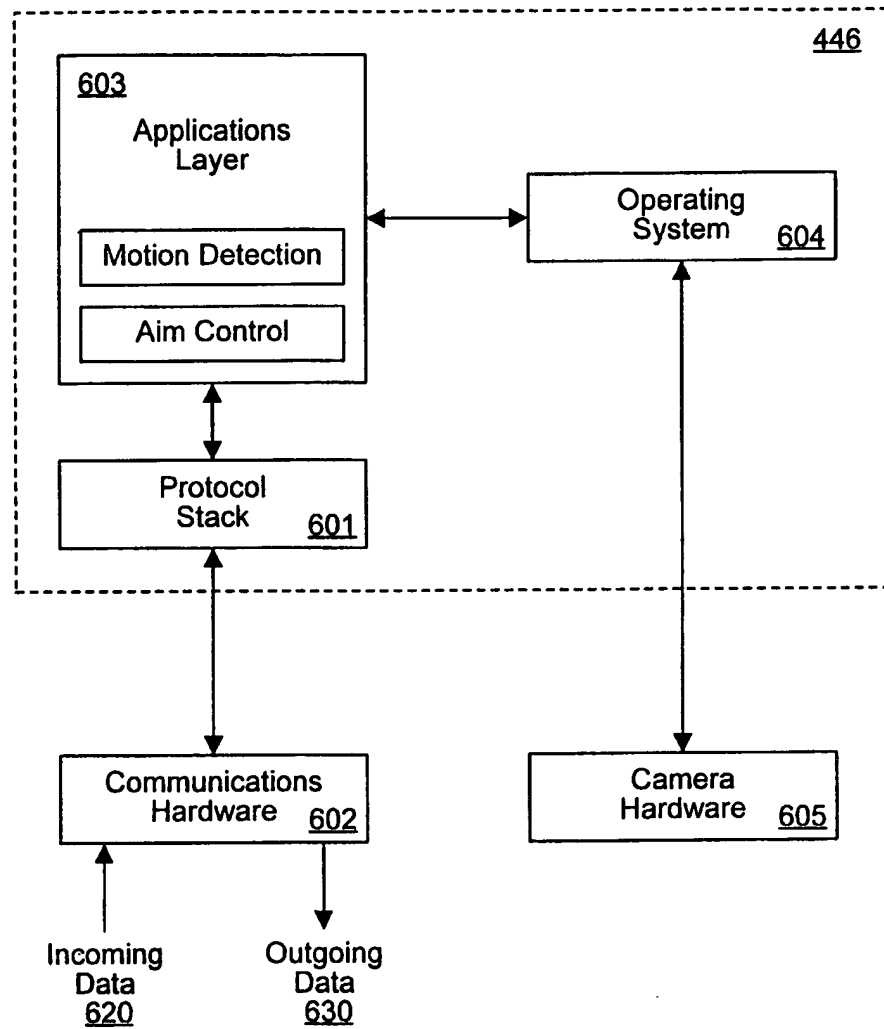 446
603
Applications
Layer
Motion Detection
Aim Control
Operating
System
604
Protocol
Stack
601
Communications
Hardware
602
Camera
Hardware
605
Incoming
Data
620
Outgoing
Data
630